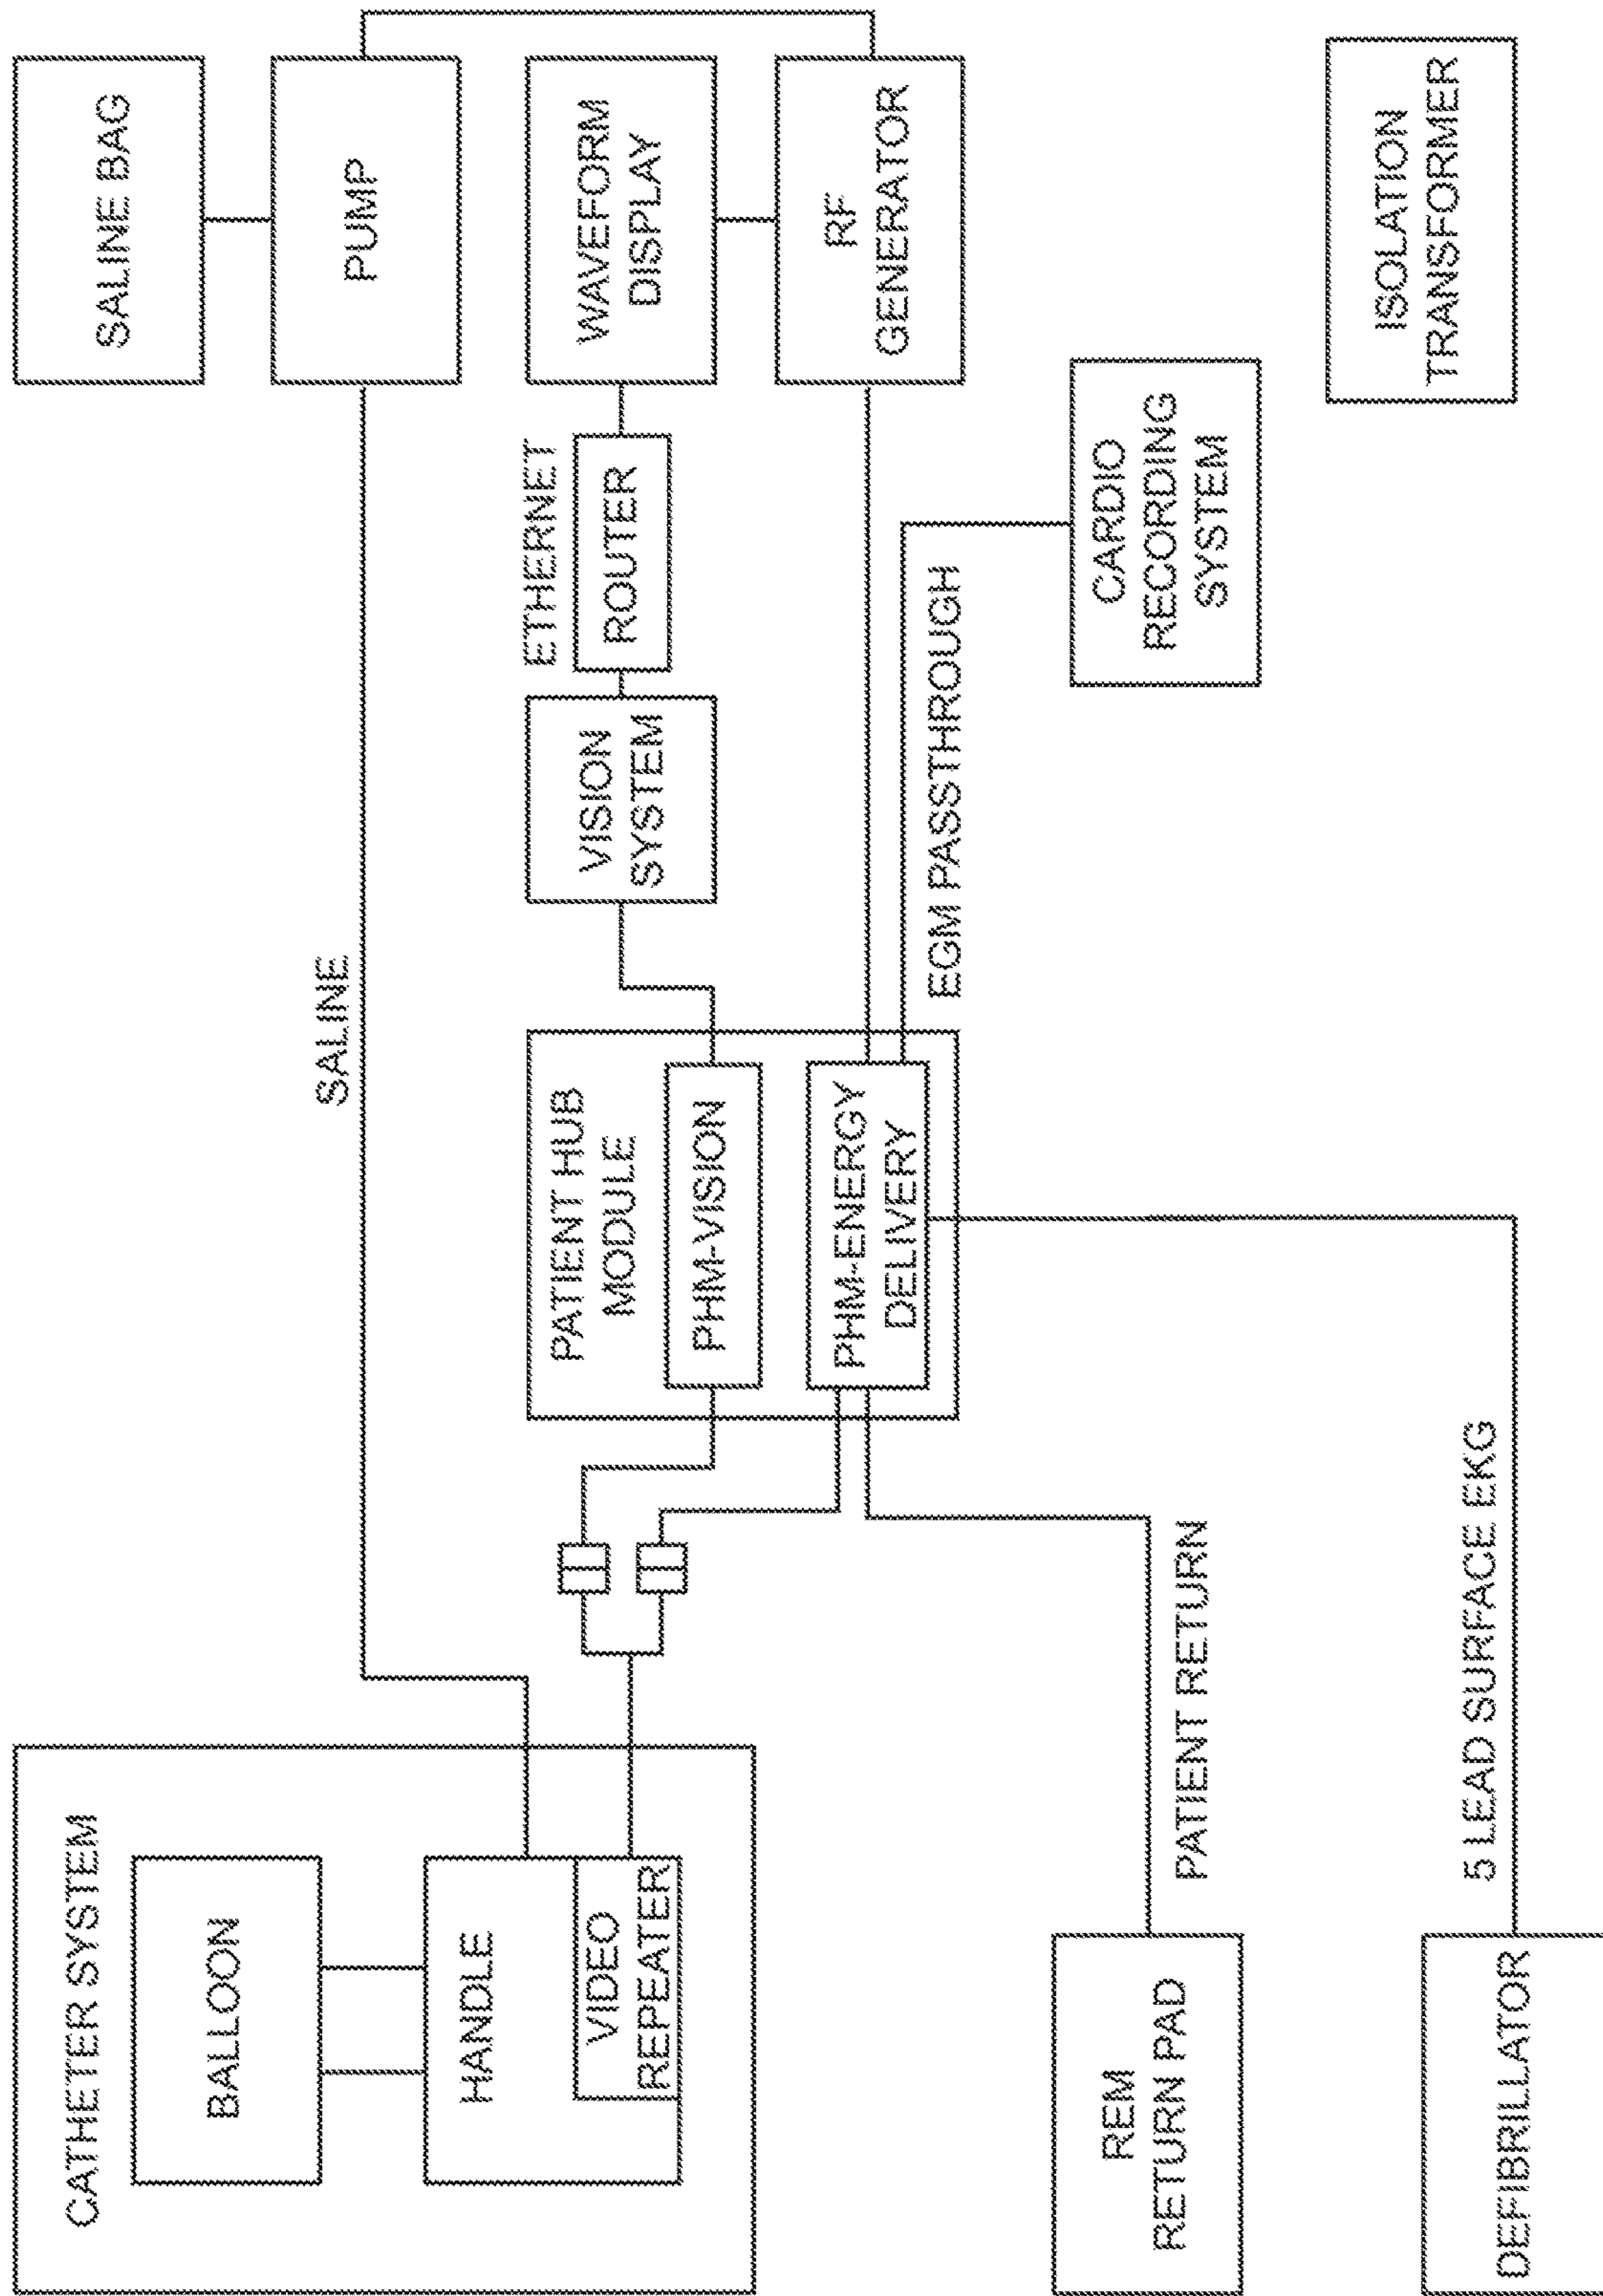 CATHETER SYSTEM
BALLOON
HANDLE
VIDEO
REPEATER
SALINE
SALINE BAG
PUMP
PATIENT HUB
MODULE
PHM-VISION
PHM-ENERGY
DELIVERY
VISION
SYSTEM
ETHERNET
ROUTER
WAVEFORM
DISPLAY
RF
GENERATOR
EGM PASSTHROUGH
CARDIO
RECORDING
SYSTEM
ISOLATION
TRANSFORMER
REM
RETURN PAD
PATIENT RETURN
DEFIBRILLATOR
5 LEAD SURFACE EKG